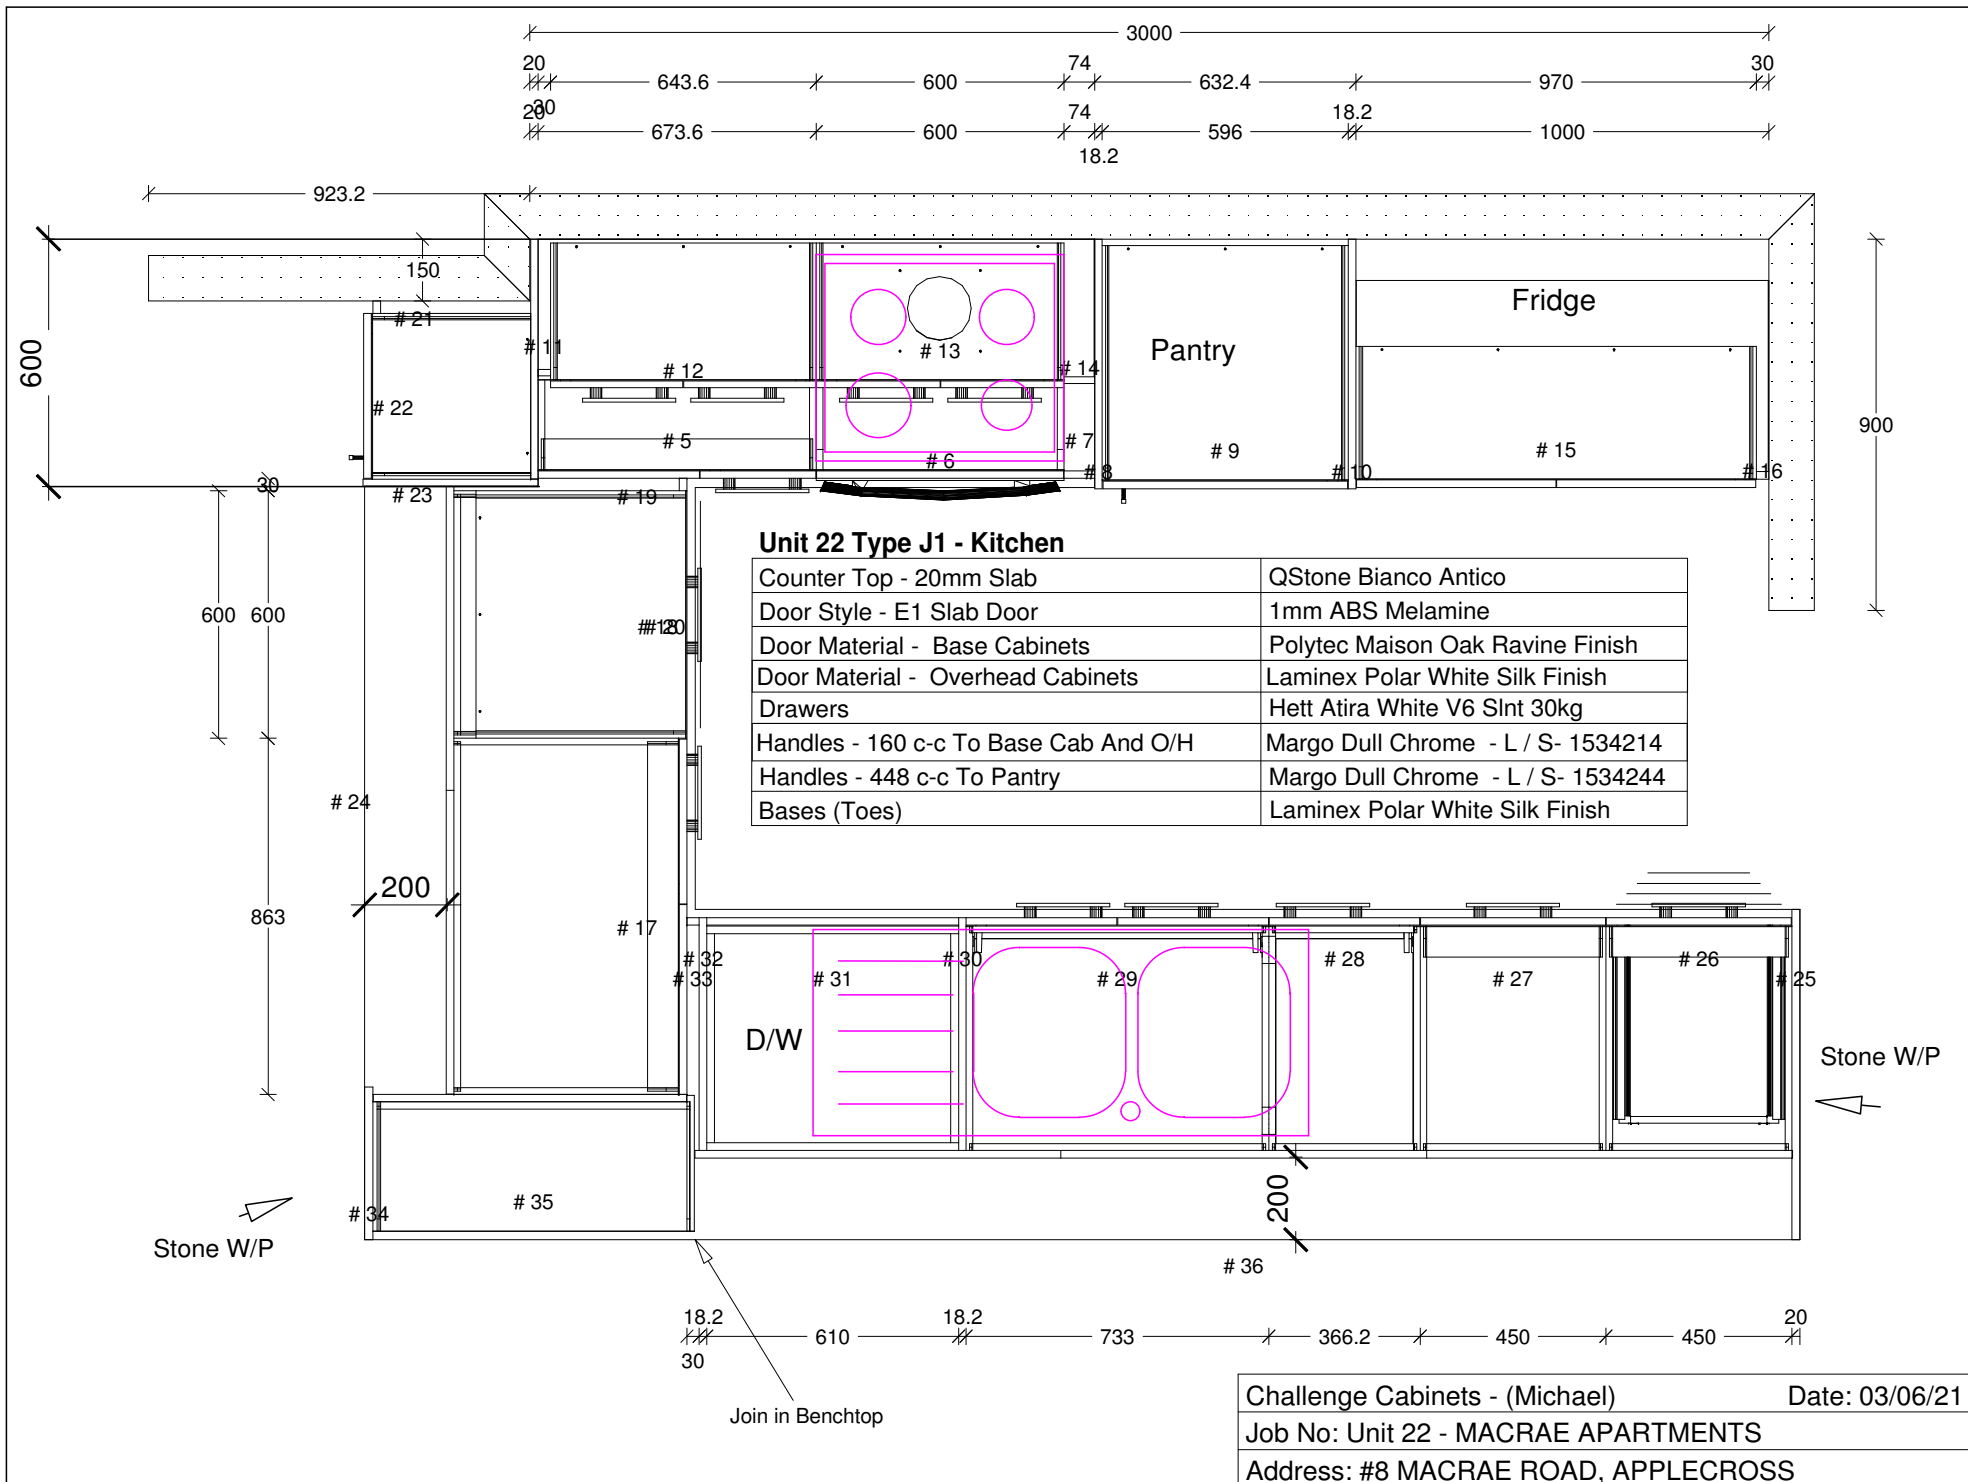 3000
20 643.6 600 74 632.4 970 30
30
20 673.6 600 74 596 18.2 1000
18.2
923.2
150
600
Fridge
Pantry
# 21
# 11
# 12
# 13
# 14
# 22
# 5
# 6
# 7
# 8
# 9
# 10
# 15
# 16
900
30
# 23
# 19
600 600
# 18
# 20
Unit 22 Type J1 - Kitchen
Counter Top - 20mm Slab QStone Bianco Antico
Door Style - E1 Slab Door 1mm ABS Melamine
Door Material - Base Cabinets Polytec Maison Oak Ravine Finish
Door Material - Overhead Cabinets Laminex Polar White Silk Finish
Drawers Hett Atira White V6 Slnt 30kg
Handles - 160 c-c To Base Cab And O/H Margo Dull Chrome - L / S- 1534214
Handles - 448 c-c To Pantry Margo Dull Chrome - L / S- 1534244
Bases (Toes) Laminex Polar White Silk Finish
# 24
200
863
# 17
# 32
# 33
# 31
# 30
# 29
# 28
# 27
# 26
# 25
D/W
Stone W/P
# 34
# 35
Stone W/P
200
# 36
18.2 610 18.2 733 366.2 450 450 20
30
Join in Benchtop
Challenge Cabinets - (Michael) Date: 03/06/21
Job No: Unit 22 - MACRAE APARTMENTS
Address: #8 MACRAE ROAD, APPLECROSS